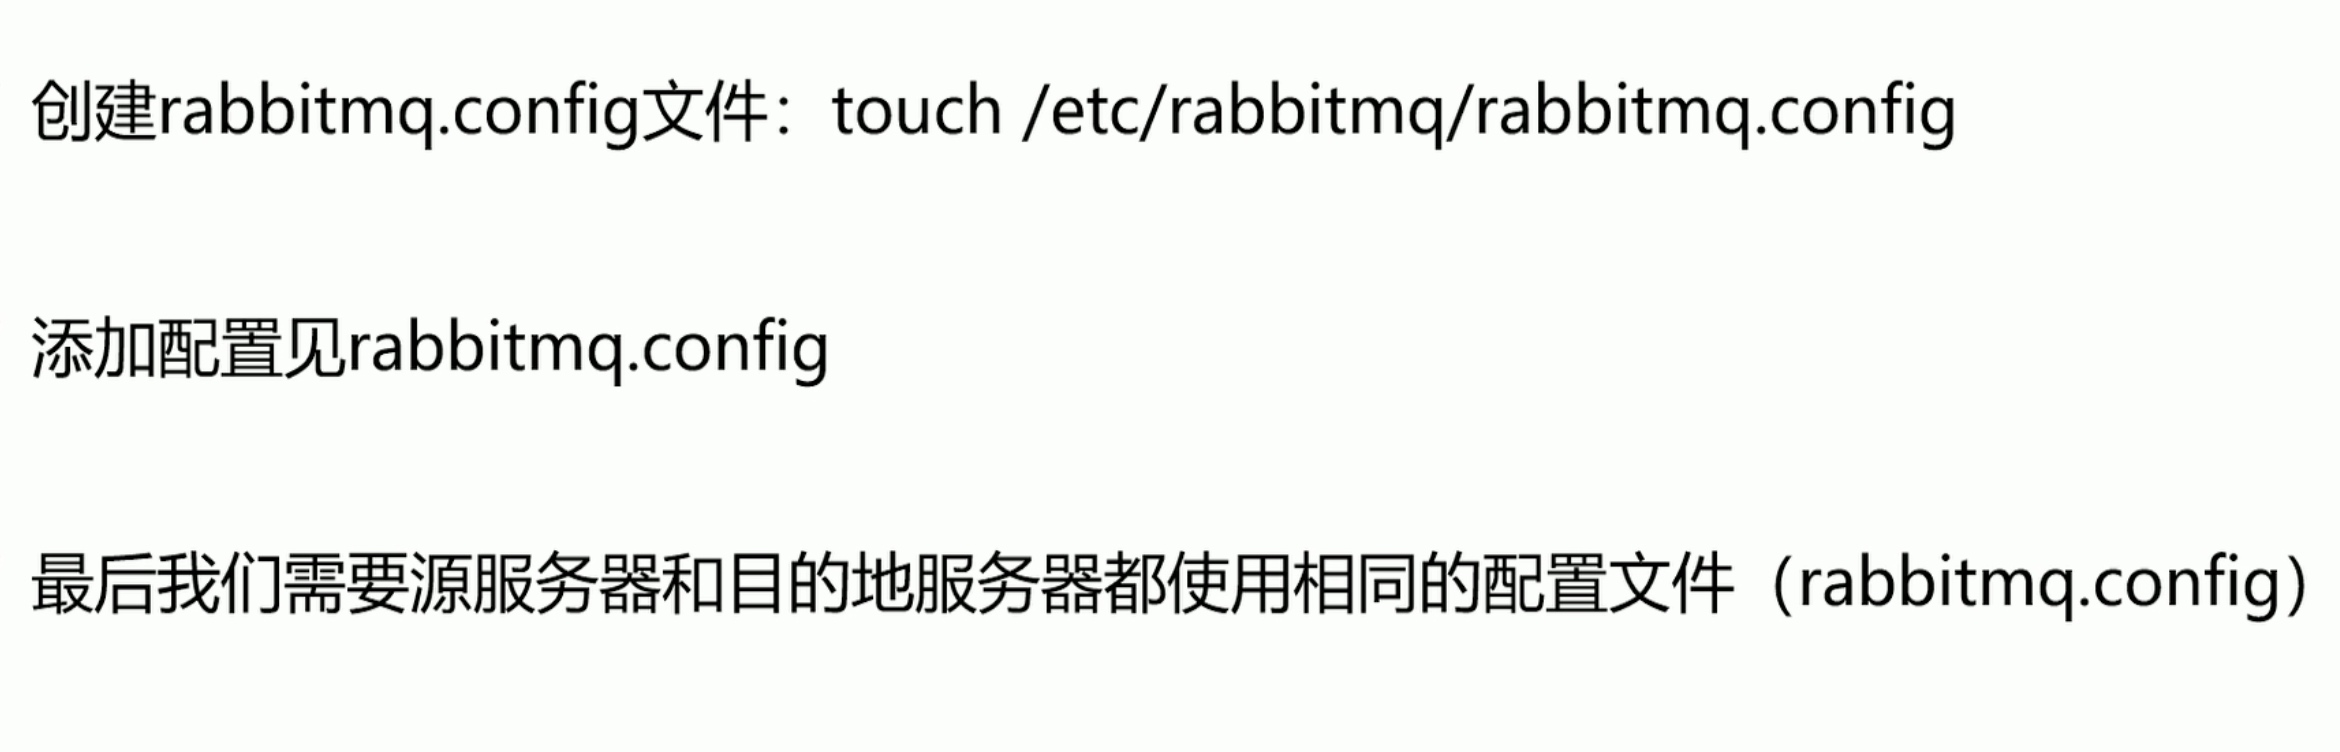 创建rabbitmq.config文件：touch /etc/rabbitmq/rabbitmq.config
添加配置见rabbitmq.config
最后我们需要源服务器和目的地服务器都使用相同的配置文件（rabbitmq.config）